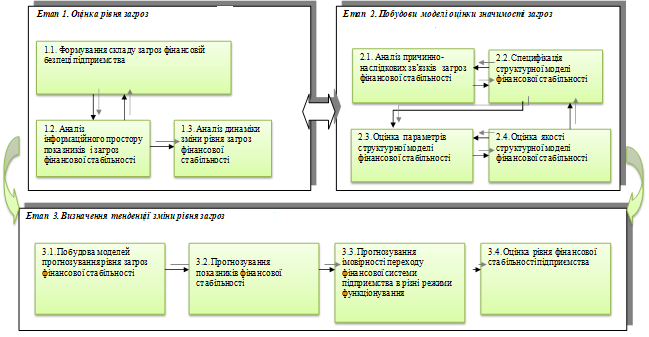 Етап 1. Оцінка рівня загроз
1.1. Формування складу загроз фінансовій
безпеці підприємства
1.2. Аналіз
інформаційного простору
показників і загроз
фінансової стабільності
1.3. Аналіз динаміки
зміни рівня загроз
фінансової
стабільності
Етап 2. Побудови моделі оцінки значимості загроз
2.1. Аналіз причинно-
наслідкових зв'язків загроз
фінансової стабільності
2.2. Специфікація
структурної моделі
фінансової стабільності
2.3. Оцінка параметрів
структурної моделі
фінансової стабільності
2.4. Оцінка якості
структурної моделі
фінансової стабільності
Етап 3. Визначення тенденції зміни рівня загроз
3.1. Побудова моделей
прогнозування рівня загроз
фінансової стабільності
3.2. Прогнозування
показників фінансової
стабільності
3.3. Прогнозування
імовірності переходу
фінансової системи
підприємства в різні режими
функціонування
3.4. Оцінка рівня фінансової
стабільності підприємства